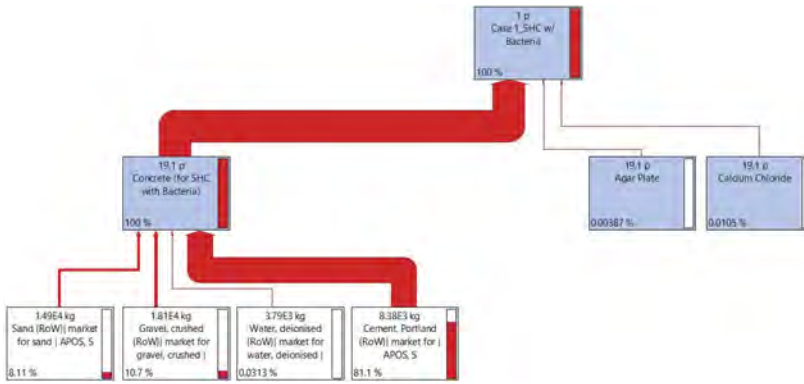 1 p
Case 1_SHC w/
Bacteria
100 %
19,1 p
Concrete (for SHC
with Bacteria)
100 %
19,1 p
Agar Plate
0.00387 %
19,1 p
Calcium Chloride
0.0105 %
1.49E4 kg
Sand {RoW}| market
for sand | APOS, S
8.11 %
1.81E4 kg
Gravel, crushed
{RoW}| market for
gravel, crushed |
10.7 %
3.79E3 kg
Water, deionised
{RoW}| market for
water, deionised |
0.0313 %
8.38E3 kg
Cement, Portland
{RoW}| market for |
APOS, S
81.1 %